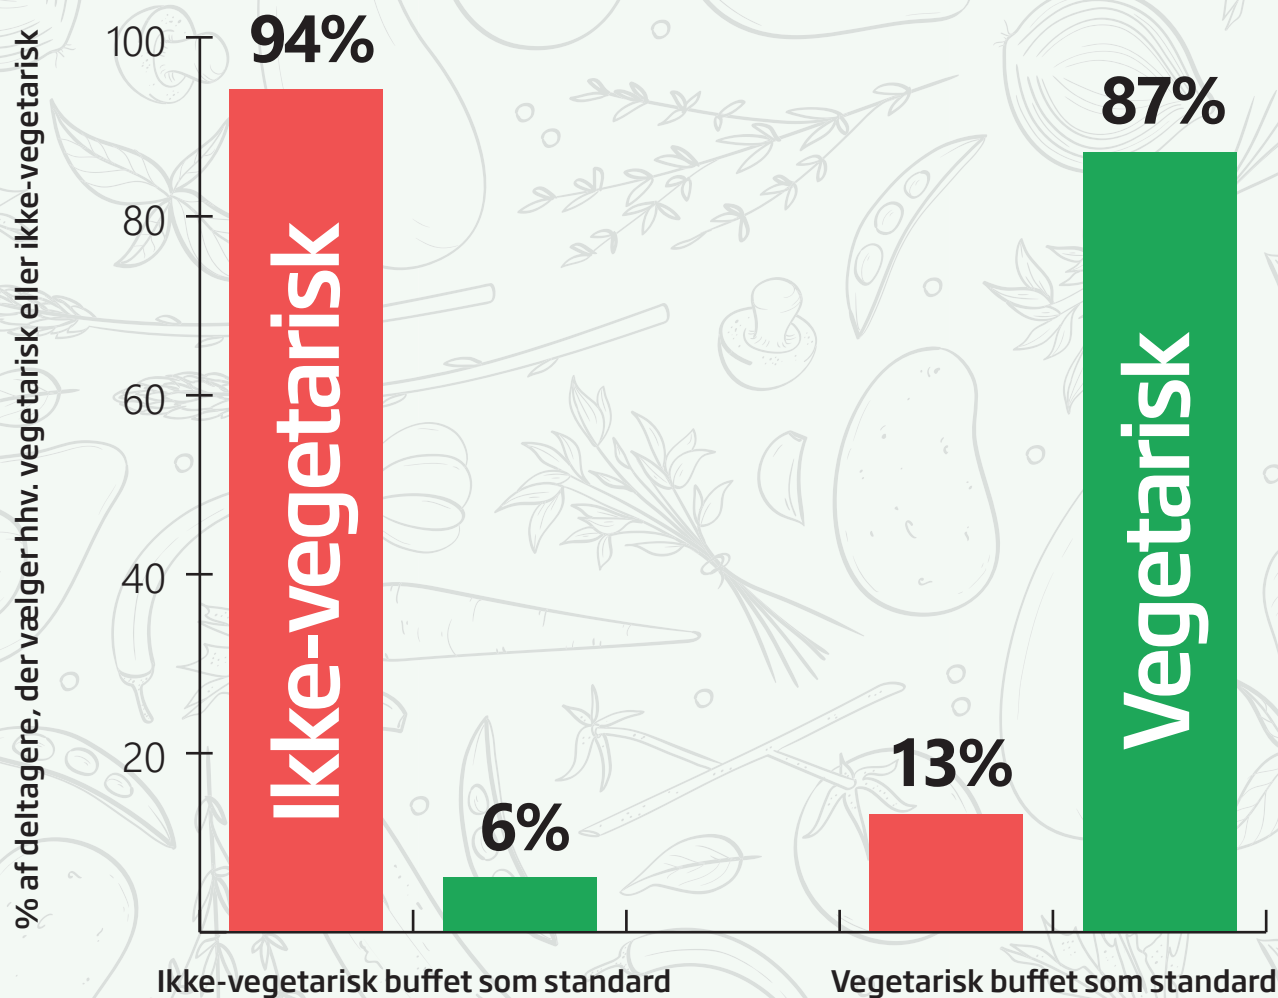 % af deltagere, der vælger hhv. vegetarisk eller ikke-vegetarisk
100
80
60
40
20
94%
Ikke-vegetarisk
6%
13%
87%
Vegetarisk
Ikke-vegetarisk buffet som standard
Vegetarisk buffet som standard